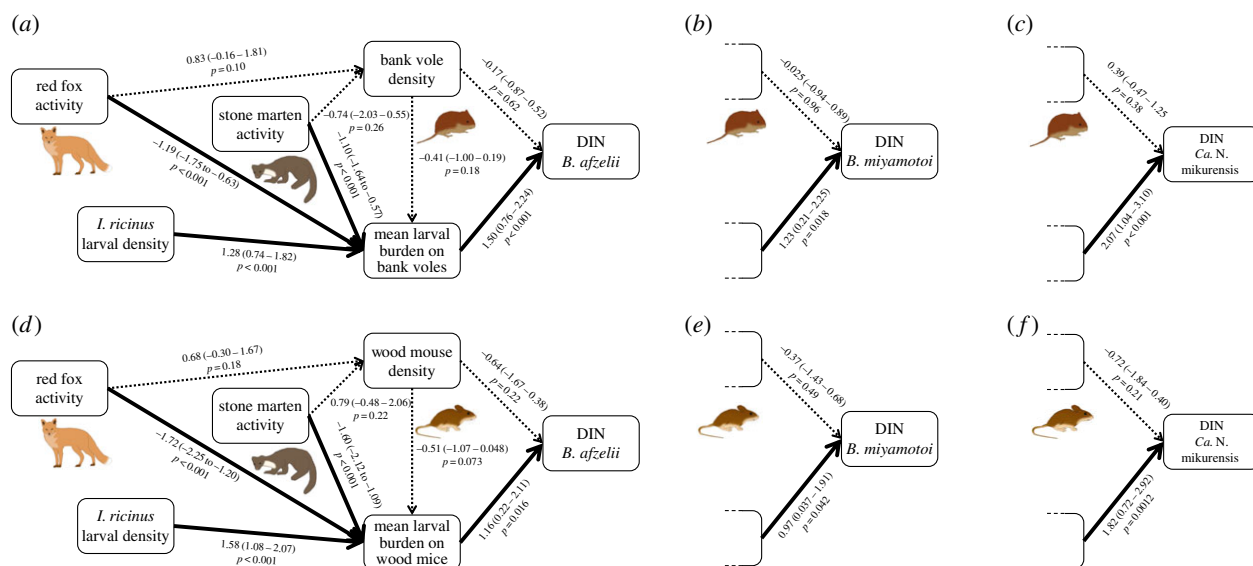 (a)
0.83 (–0.16 – 1.81)
p = 0.10
red fox
activity
stone marten
activity
bank vole
density
–0.74 (–2.03 – 0.55)
p = 0.26
–0.17 (–0.87 – 0.52)
p = 0.62
–1.19 (–1.75 to – 0.63)
p < 0.001
–1.10 (–1.64 to – 0.57)
p < 0.001
–0.41 (–1.00 – 0.19)
p = 0.18
DIN
B. afzelii
I. ricinus
larval density
1.28 (0.74 – 1.82)
p < 0.001
mean larval
burden on
bank voles
1.50 (0.76 – 2.24)
p < 0.001
(b)
–0.025 (–0.94 – 0.89)
p = 0.96
DIN
B. miyamotoi
1.23 (0.21 – 2.25)
p = 0.018
(c)
0.39 (–0.47 – 1.25
p = 0.38
DIN
Ca. N.
mikurensis
2.07 (1.04 – 3.10)
p < 0.001
(d)
0.68 (–0.30 – 1.67)
p = 0.18
red fox
activity
stone marten
activity
wood mouse
density
0.79 (–0.48 – 2.06)
p = 0.22
–0.64 (–1.67 – 0.38)
p = 0.22
–1.72 (–2.25 to – 1.20)
p < 0.001
–1.60 (–2.12 to – 1.09)
p < 0.001
–0.51 (–1.07 – 0.048)
p = 0.073
DIN
B. afzelii
I. ricinus
larval density
1.58 (1.08 – 2.07)
p < 0.001
mean larval
burden on
wood mice
1.16 (0.22 – 2.11)
p = 0.016
(e)
–0.37 (–1.43 – 0.68)
p = 0.49
DIN
B. miyamotoi
0.97 (0.037 – 1.91)
p = 0.042
(f)
–0.72 (–1.84 – 0.40)
p = 0.21
DIN
Ca. N.
mikurensis
1.82 (0.72 – 2.92)
p = 0.0012